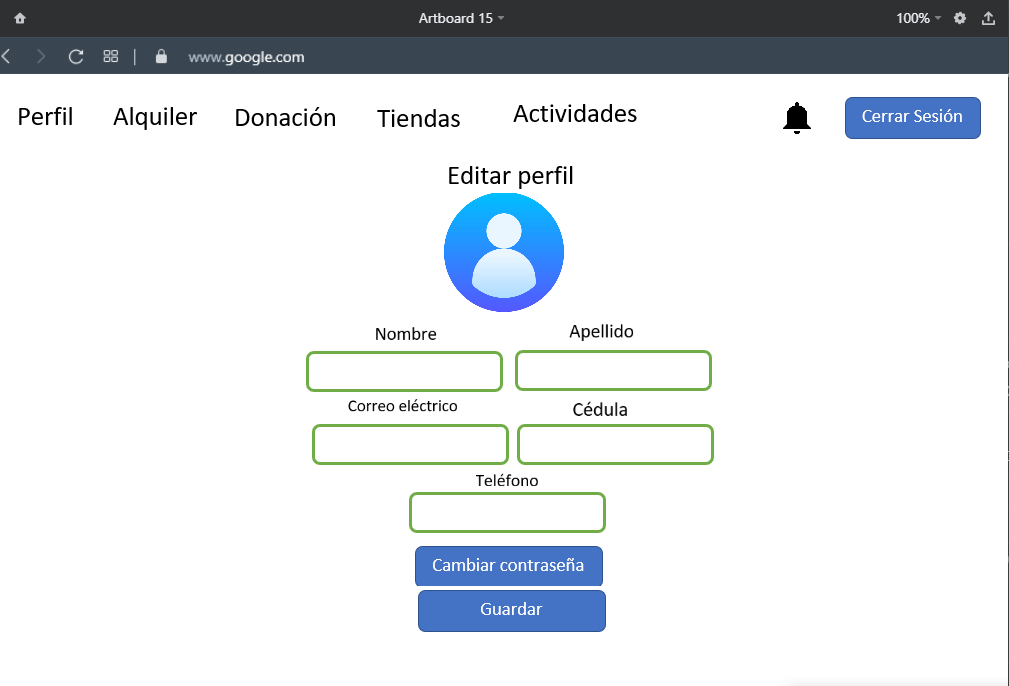 Artboard 15
100%
www.google.com
Perfil
Alquiler
Donación
Tiendas
Actividades
Cerrar Sesión
Editar perfil
Nombre
Apellido
Correo eléctrico
Cédula
Teléfono
Cambiar contraseña
Guardar